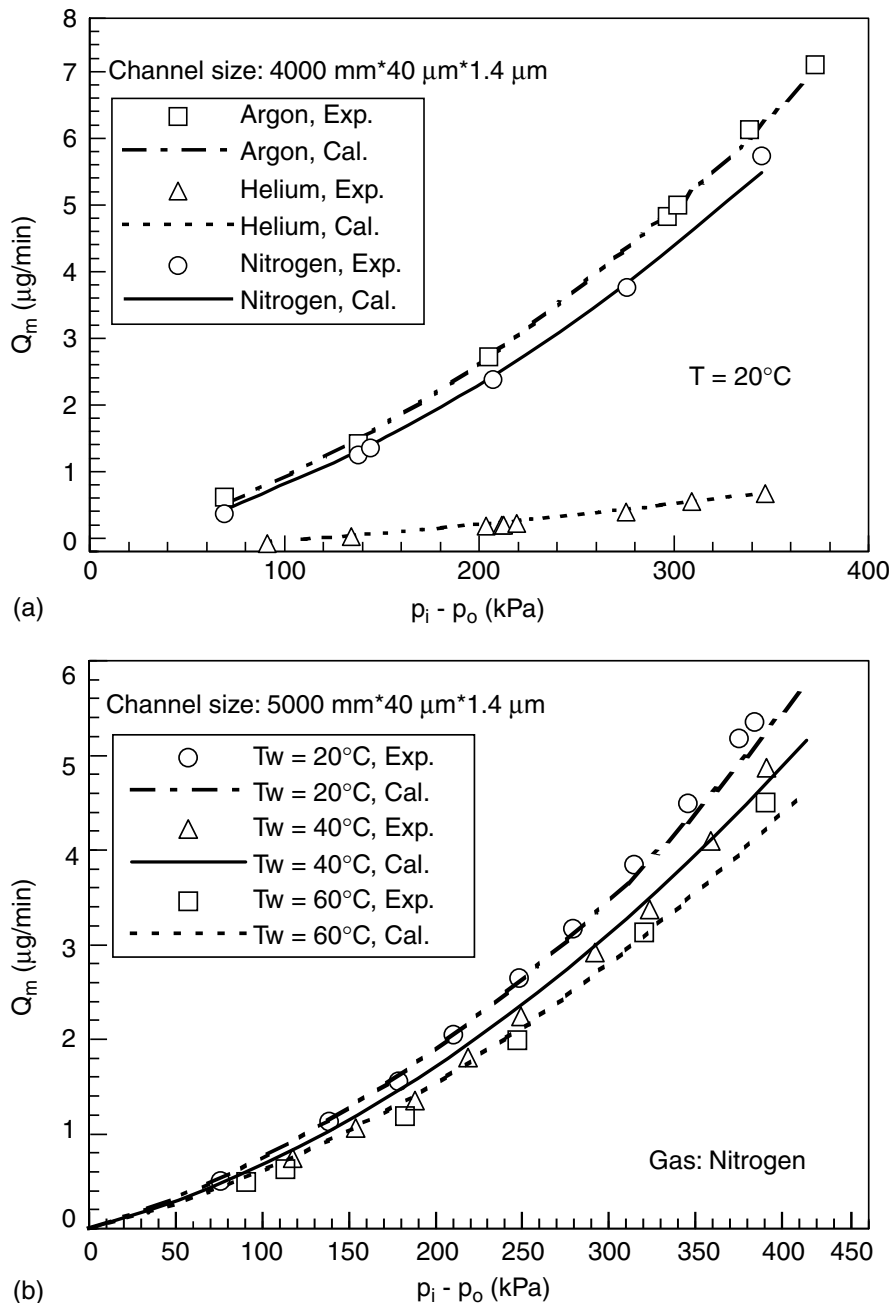 8
7
6
5
4
3
2
1
0
Q_m (μg/min)
Channel size: 4000 mm*40 μm*1.4 μm
Argon, Exp.
Argon, Cal.
Helium, Exp.
Helium, Cal.
Nitrogen, Exp.
Nitrogen, Cal.
T = 20°C
0 100 200 300 400
(a)
p_i - p_o (kPa)
6
5
4
3
2
1
0
Q_m (μg/min)
Channel size: 5000 mm*40 μm*1.4 μm
Tw = 20°C, Exp.
Tw = 20°C, Cal.
Tw = 40°C, Exp.
Tw = 40°C, Cal.
Tw = 60°C, Exp.
Tw = 60°C, Cal.
Gas: Nitrogen
0 50 100 150 200 250 300 350 400 450
(b)
p_i - p_o (kPa)